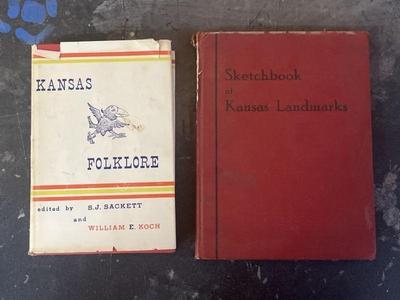 KANSAS
FOLKLORE
edited by S.J. SACKETT
and
WILLIAM E. KOCH
Sketchbook
of
Kansas Landmarks